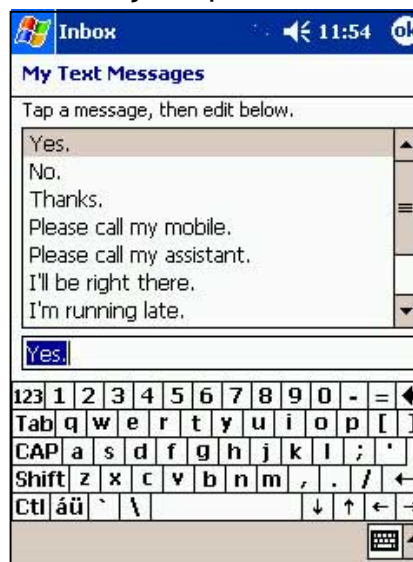 Inbox 11:54 ok
My Text Messages
Tap a message, then edit below.
Yes.
No.
Thanks.
Please call my mobile.
Please call my assistant.
I'll be right there.
I'm running late.
Yes.
123 1 2 3 4 5 6 7 8 9 0 - =
Tab q w e r t y u i o p [ ]
CAP a s d f g h j k l ; '
Shift z x c v b n m , . /
Ctl áü ` \